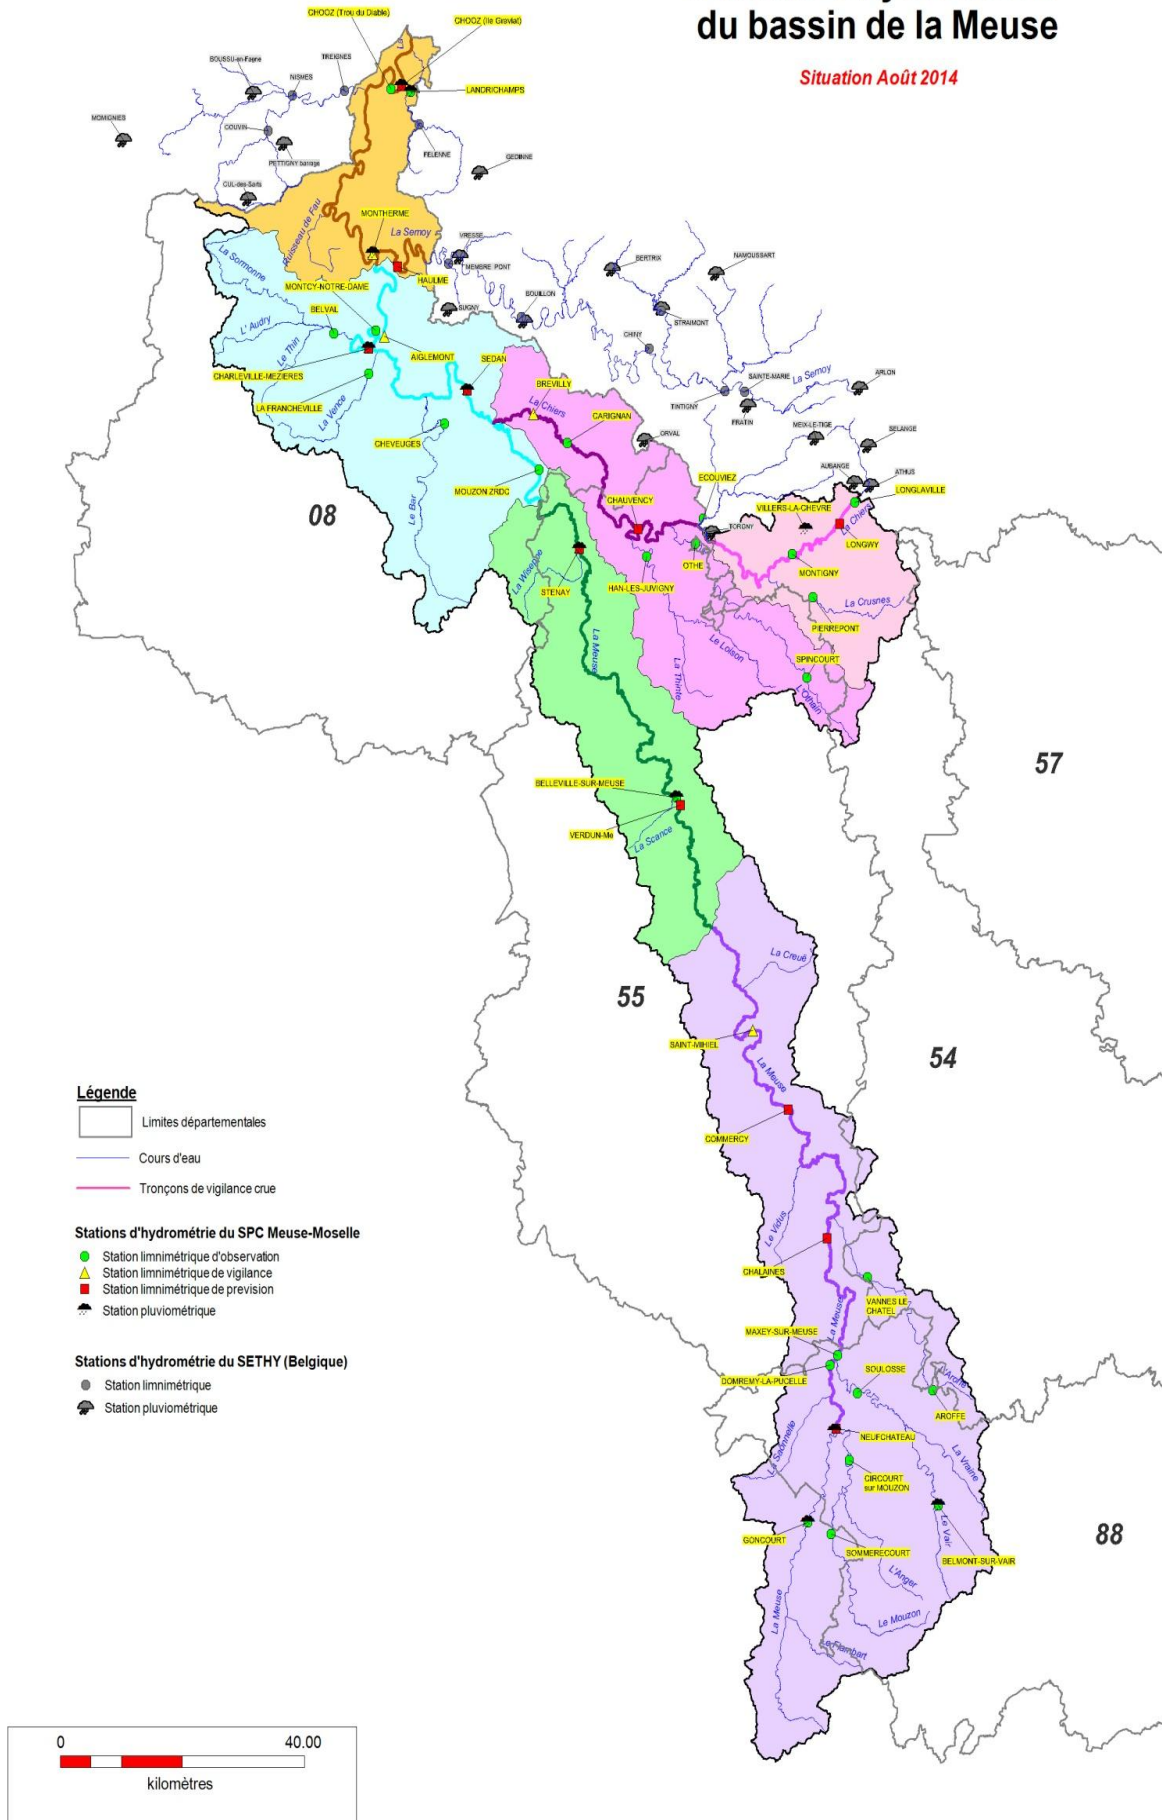 du bassin de la Meuse
Situation Août 2014
CHOOZ (Trou du Diable)
CHOOZ (Ile Graviat)
BOUSSU-en-Fagne
TREIGNES
NISMES
LANDRICHAMPS
MOMIGNIES
COUVIN
PETTIGNY barrage
FELENNE
GEDINNE
CUL-des-Sarts
Ruisseau de Fau
MONTHERME
La Semoy
VRESSE
MEMBRE PONT
BERTRIX
NAMOUSSART
La Sormonne
MONTCY-NOTRE-DAME
HAULME
BELVAL
SUGNY
BOUILLON
STRAIMONT
L' Audry
Le Thin
AIGLEMONT
CHINY
CHARLEVILLE-MEZIERES
SEDAN
BREVILLY
SAINTE-MARIE
La Semoy
ARLON
LA FRANCHEVILLE
La Vence
La Chiers
CARIGNAN
TINTIGNY
FRATIN
MEIX-LE-TIGE
SELANGE
CHEVEUGES
ORVAL
MOUZON ZRDC
ECOUVIEZ
AUBANGE
ATHUS
LONGLAVILLE
08
Le Bar
CHAUVENCY
VILLERS-LA-CHEVRE
La Chiers
TORGNY
LONGWY
La Wiseppe
STENAY
OTHE
MONTIGNY
HAN-LES-JUVIGNY
La Crusnes
PIERREPONT
La Meuse
Le Loison
La Thinte
SPINCOURT
L'Othain
57
BELLEVILLE-SUR-MEUSE
VERDUN-Me
La Scance
La Creuë
55
SAINT-MIHIEL
54
La Meuse
COMMERCY
Légende
Limites départementales
Cours d'eau
Tronçons de vigilance crue
Stations d'hydrométrie du SPC Meuse-Moselle
Station limnimétrique d'observation
Station limnimétrique de vigilance
Station limnimétrique de prevision
Station pluviométrique
Stations d'hydrométrie du SETHY (Belgique)
Station limnimétrique
Station pluviométrique
Le Vidus
CHALAINES
VANNES LE
CHATEL
La Meuse
MAXEY-SUR-MEUSE
DOMREMY-LA-PUCELLE
SOULOSSE
L'Aroffe
AROFFE
NEUFCHATEAU
La Saônnelle
La Vraine
CIRCOURT
sur MOUZON
GONCOURT
SOMMERECOURT
Le Vair
BELMONT-SUR-VAIR
88
L'Anger
La Meuse
Le Mouzon
Le Flambart
0
40.00
kilomètres